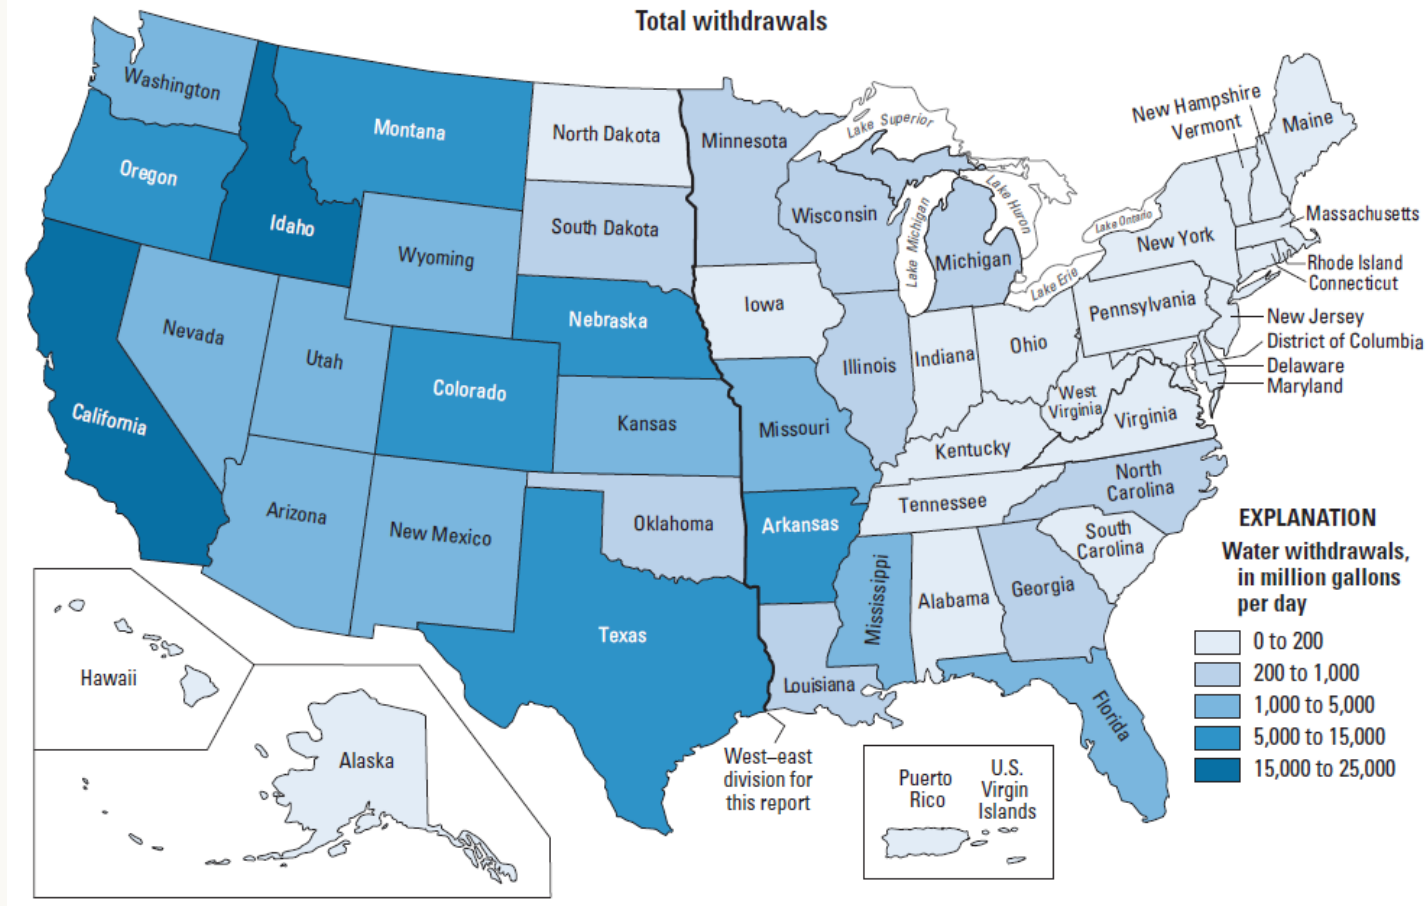 Total withdrawals
Washington
Montana
North Dakota
Minnesota
Lake Superior
New Hampshire
Vermont
Maine
Oregon
Idaho
Wyoming
South Dakota
Wisconsin
Lake Michigan
Lake Huron
Michigan
Lake Ontario
New York
Massachusetts
Rhode Island
Connecticut
Lake Erie
Pennsylvania
New Jersey
District of Columbia
Delaware
Maryland
Nevada
Utah
Colorado
Nebraska
Iowa
Illinois
Indiana
Ohio
West
Virginia
Virginia
California
Kansas
Missouri
Kentucky
Arizona
New Mexico
Oklahoma
Arkansas
Tennessee
North
Carolina
South
Carolina
Texas
Louisiana
Mississippi
Alabama
Georgia
Florida
Hawaii
Alaska
West–east
division for
this report
Puerto
Rico
U.S.
Virgin
Islands
EXPLANATION
Water withdrawals,
in million gallons
per day
0 to 200
200 to 1,000
1,000 to 5,000
5,000 to 15,000
15,000 to 25,000